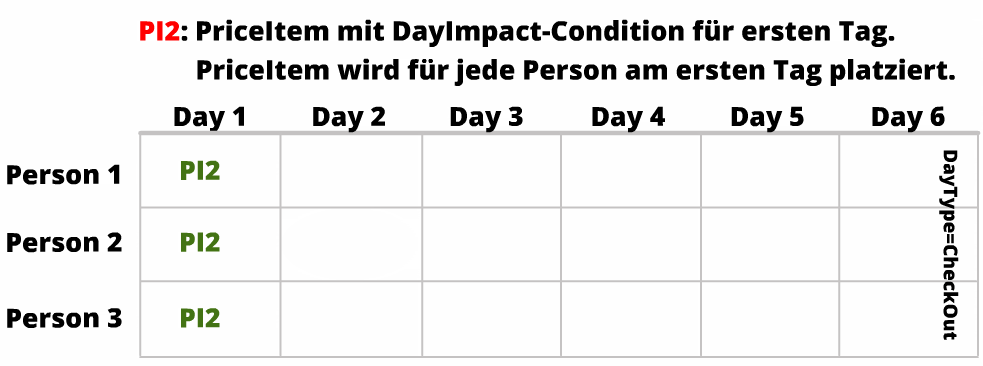 PI2: PriceItem mit DayImpact-Condition für ersten Tag.
PriceItem wird für jede Person am ersten Tag platziert.
Day 1 Day 2 Day 3 Day 4 Day 5 Day 6
Person 1 PI2
Person 2 PI2
Person 3 PI2
DayType=CheckOut